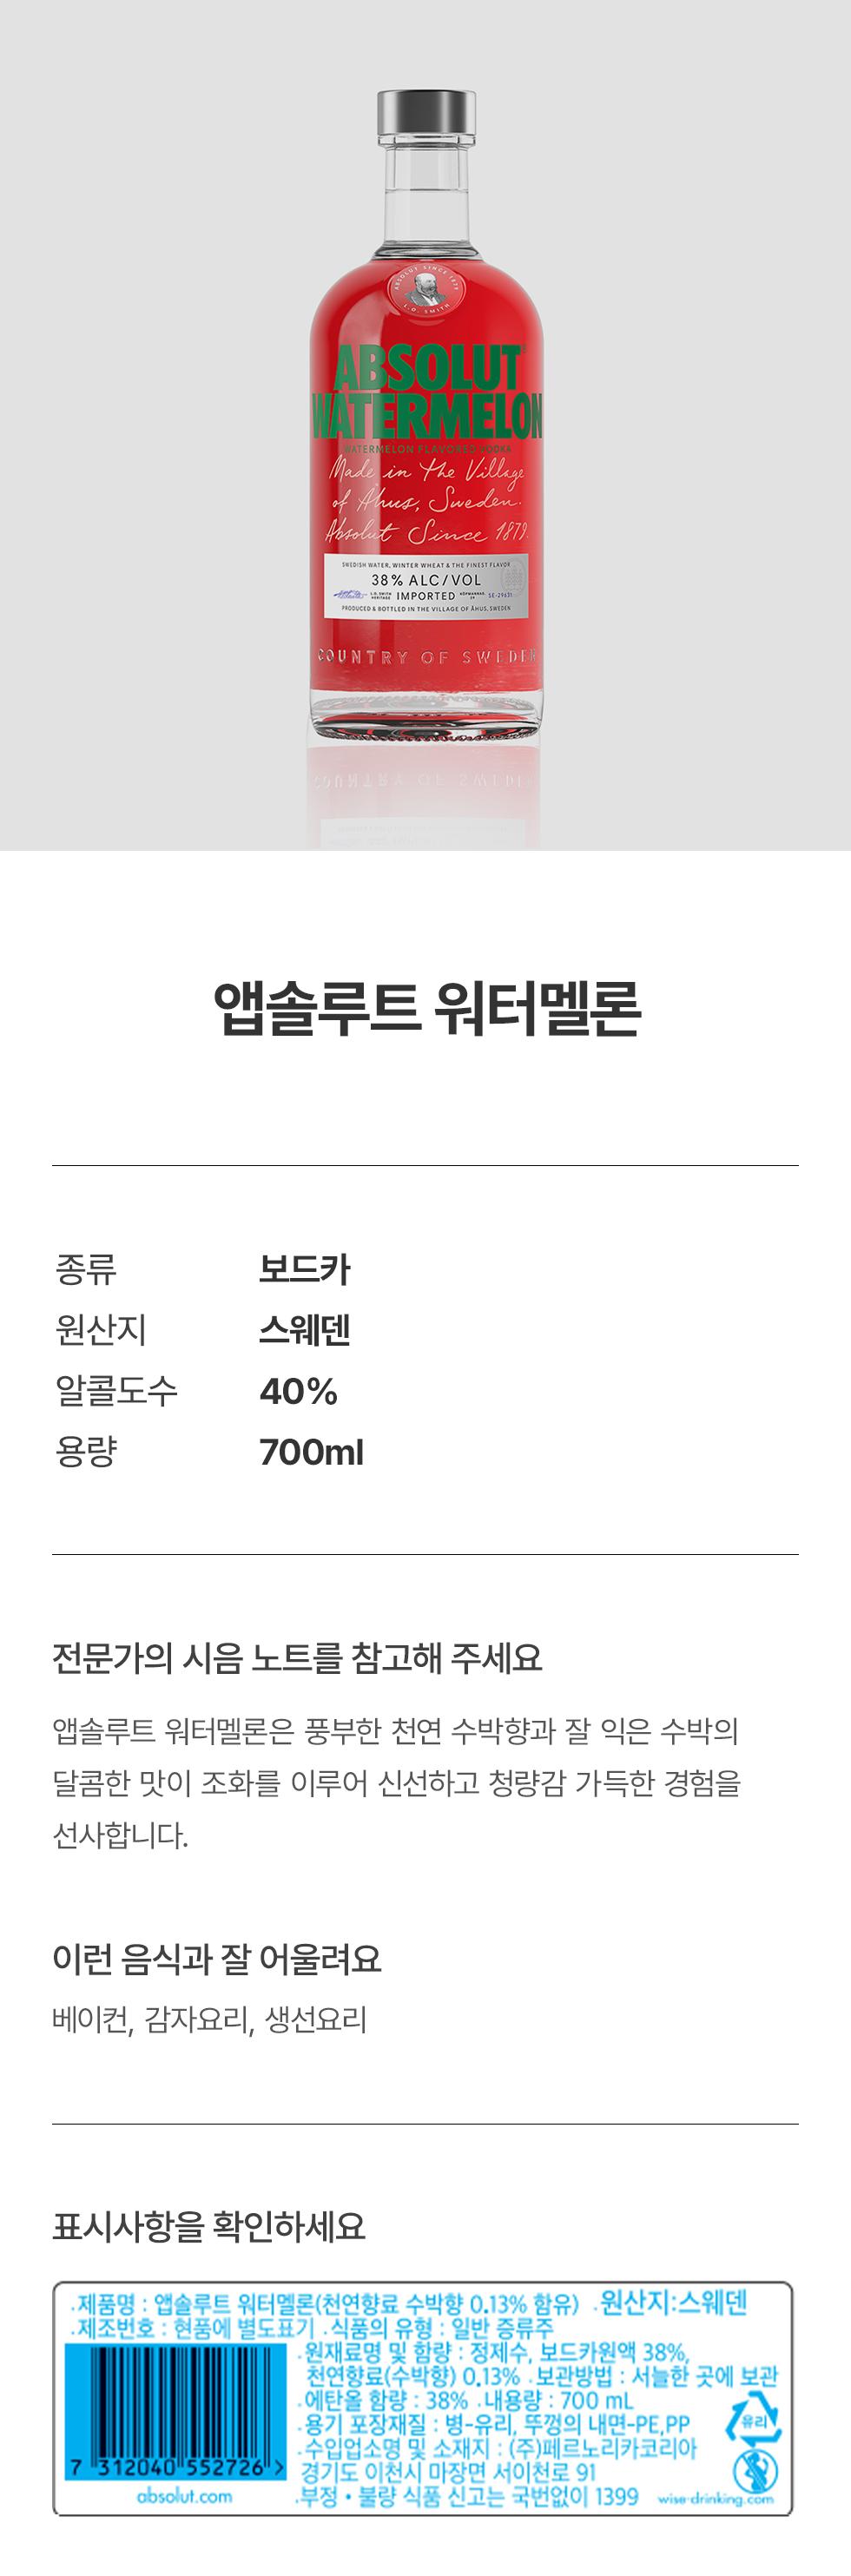 ABSOLUT SINCE 1879
L.O. SMITH
ABSOLUT
WATERMELON
WATERMELON FLAVORED VODKA
Made in the Village
of Åhus, Sweden.
Absolut Since 1879.
SWEDISH WATER, WINTER WHEAT & THE FINEST FLAVOR
38% ALC/VOL
L.O. SMITH HERITAGE IMPORTED SE-29631
PRODUCED & BOTTLED IN THE VILLAGE OF ÅHUS, SWEDEN
COUNTRY OF SWEDEN
앱솔루트 워터멜론
종류 보드카
원산지 스웨덴
알콜도수 40%
용량 700ml
전문가의 시음 노트를 참고해 주세요
앱솔루트 워터멜론은 풍부한 천연 수박향과 잘 익은 수박의
달콤한 맛이 조화를 이루어 신선하고 청량감 가득한 경험을
선사합니다.
이런 음식과 잘 어울려요
베이컨, 감자요리, 생선요리
표시사항을 확인하세요
.제품명 : 앱솔루트 워터멜론(천연향료 수박향 0.13% 함유) .원산지:스웨덴
.제조번호 : 현품에 별도표기 .식품의 유형 : 일반 증류주
.원재료명 및 함량 : 정제수, 보드카원액 38%,
천연향료(수박향) 0.13% .보관방법 : 서늘한 곳에 보관
.에탄올 함량 : 38% .내용량 : 700 mL
.용기 포장재질 : 병-유리, 뚜껑의 내면-PE,PP
유리
.수입업소명 및 소재지 : (주)페르노리카코리아
경기도 이천시 마장면 서이천로 91
7 312040 552726 >
absolut.com
.부정 • 불량 식품 신고는 국번없이 1399
wise-drinking.com